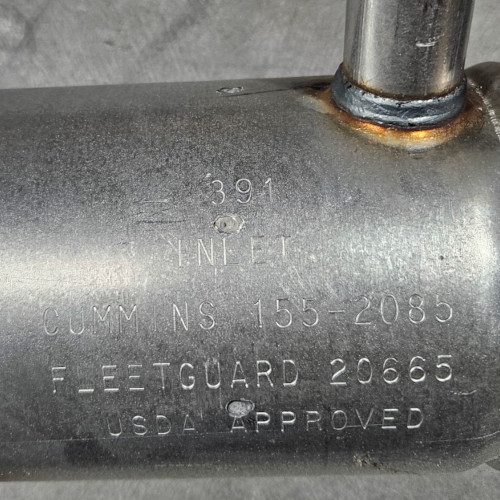 391
INLET
CUMMINS 155-2085
FLEETGUARD 20665
USDA APPROVED